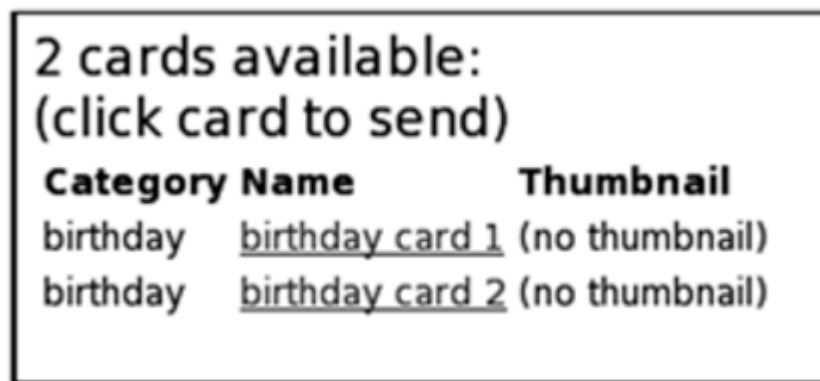 2 cards available:
(click card to send)
Category Name Thumbnail
birthday birthday card 1 (no thumbnail)
birthday birthday card 2 (no thumbnail)